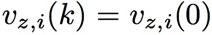 v_{z,i}(k) = v_{z,i}(0)